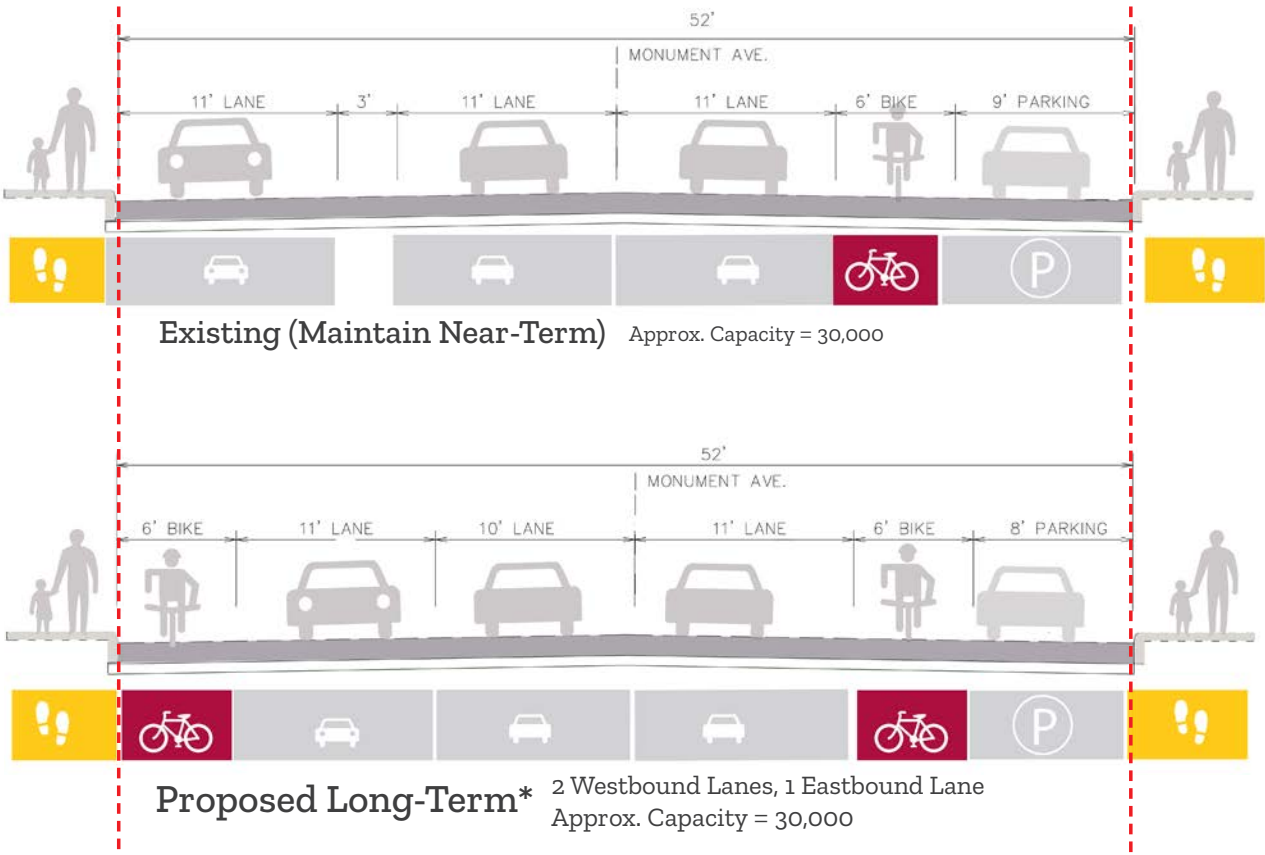 52'
MONUMENT AVE.
11' LANE 3' 11' LANE 11' LANE 6' BIKE 9' PARKING
P
Existing (Maintain Near-Term) Approx. Capacity = 30,000
52'
MONUMENT AVE.
6' BIKE 11' LANE 10' LANE 11' LANE 6' BIKE 8' PARKING
P
Proposed Long-Term* 2 Westbound Lanes, 1 Eastbound Lane
Approx. Capacity = 30,000